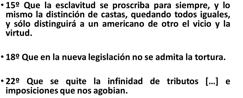 • 15º Que la esclavitud se proscriba para siempre, y lo
mismo la distinción de castas, quedando todos iguales,
y sólo distinguirá a un americano de otro el vicio y la
virtud.
• 18º Que en la nueva legislación no se admita la tortura.
• 22º Que se quite la infinidad de tributos […] e
imposiciones que nos agobian.